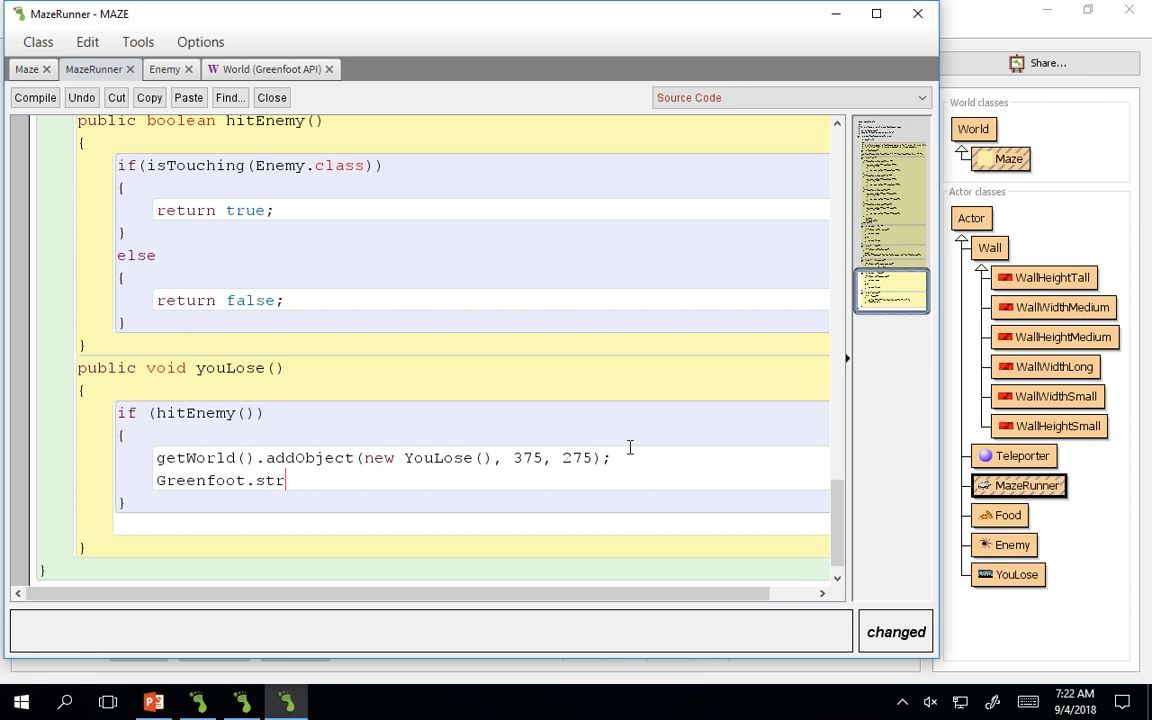 MazeRunner - MAZE
Class Edit Tools Options
Maze MazeRunner Enemy W World (Greenfoot API)
Compile Undo Cut Copy Paste Find... Close Source Code
public boolean hitEnemy()
{
if(isTouching(Enemy.class))
{
return true;
}
else
{
return false;
}
}
public void youLose()
{
if (hitEnemy())
{
getWorld().addObject(new YouLose(), 375, 275);
Greenfoot.str
}
}
}
changed
Share...
World classes
World
Maze
Actor classes
Actor
Wall
WallHeightTall
WallWidthMedium
WallHeightMedium
WallWidthLong
WallWidthSmall
WallHeightSmall
Teleporter
MazeRunner
Food
Enemy
YouLose
7:22 AM
9/4/2018